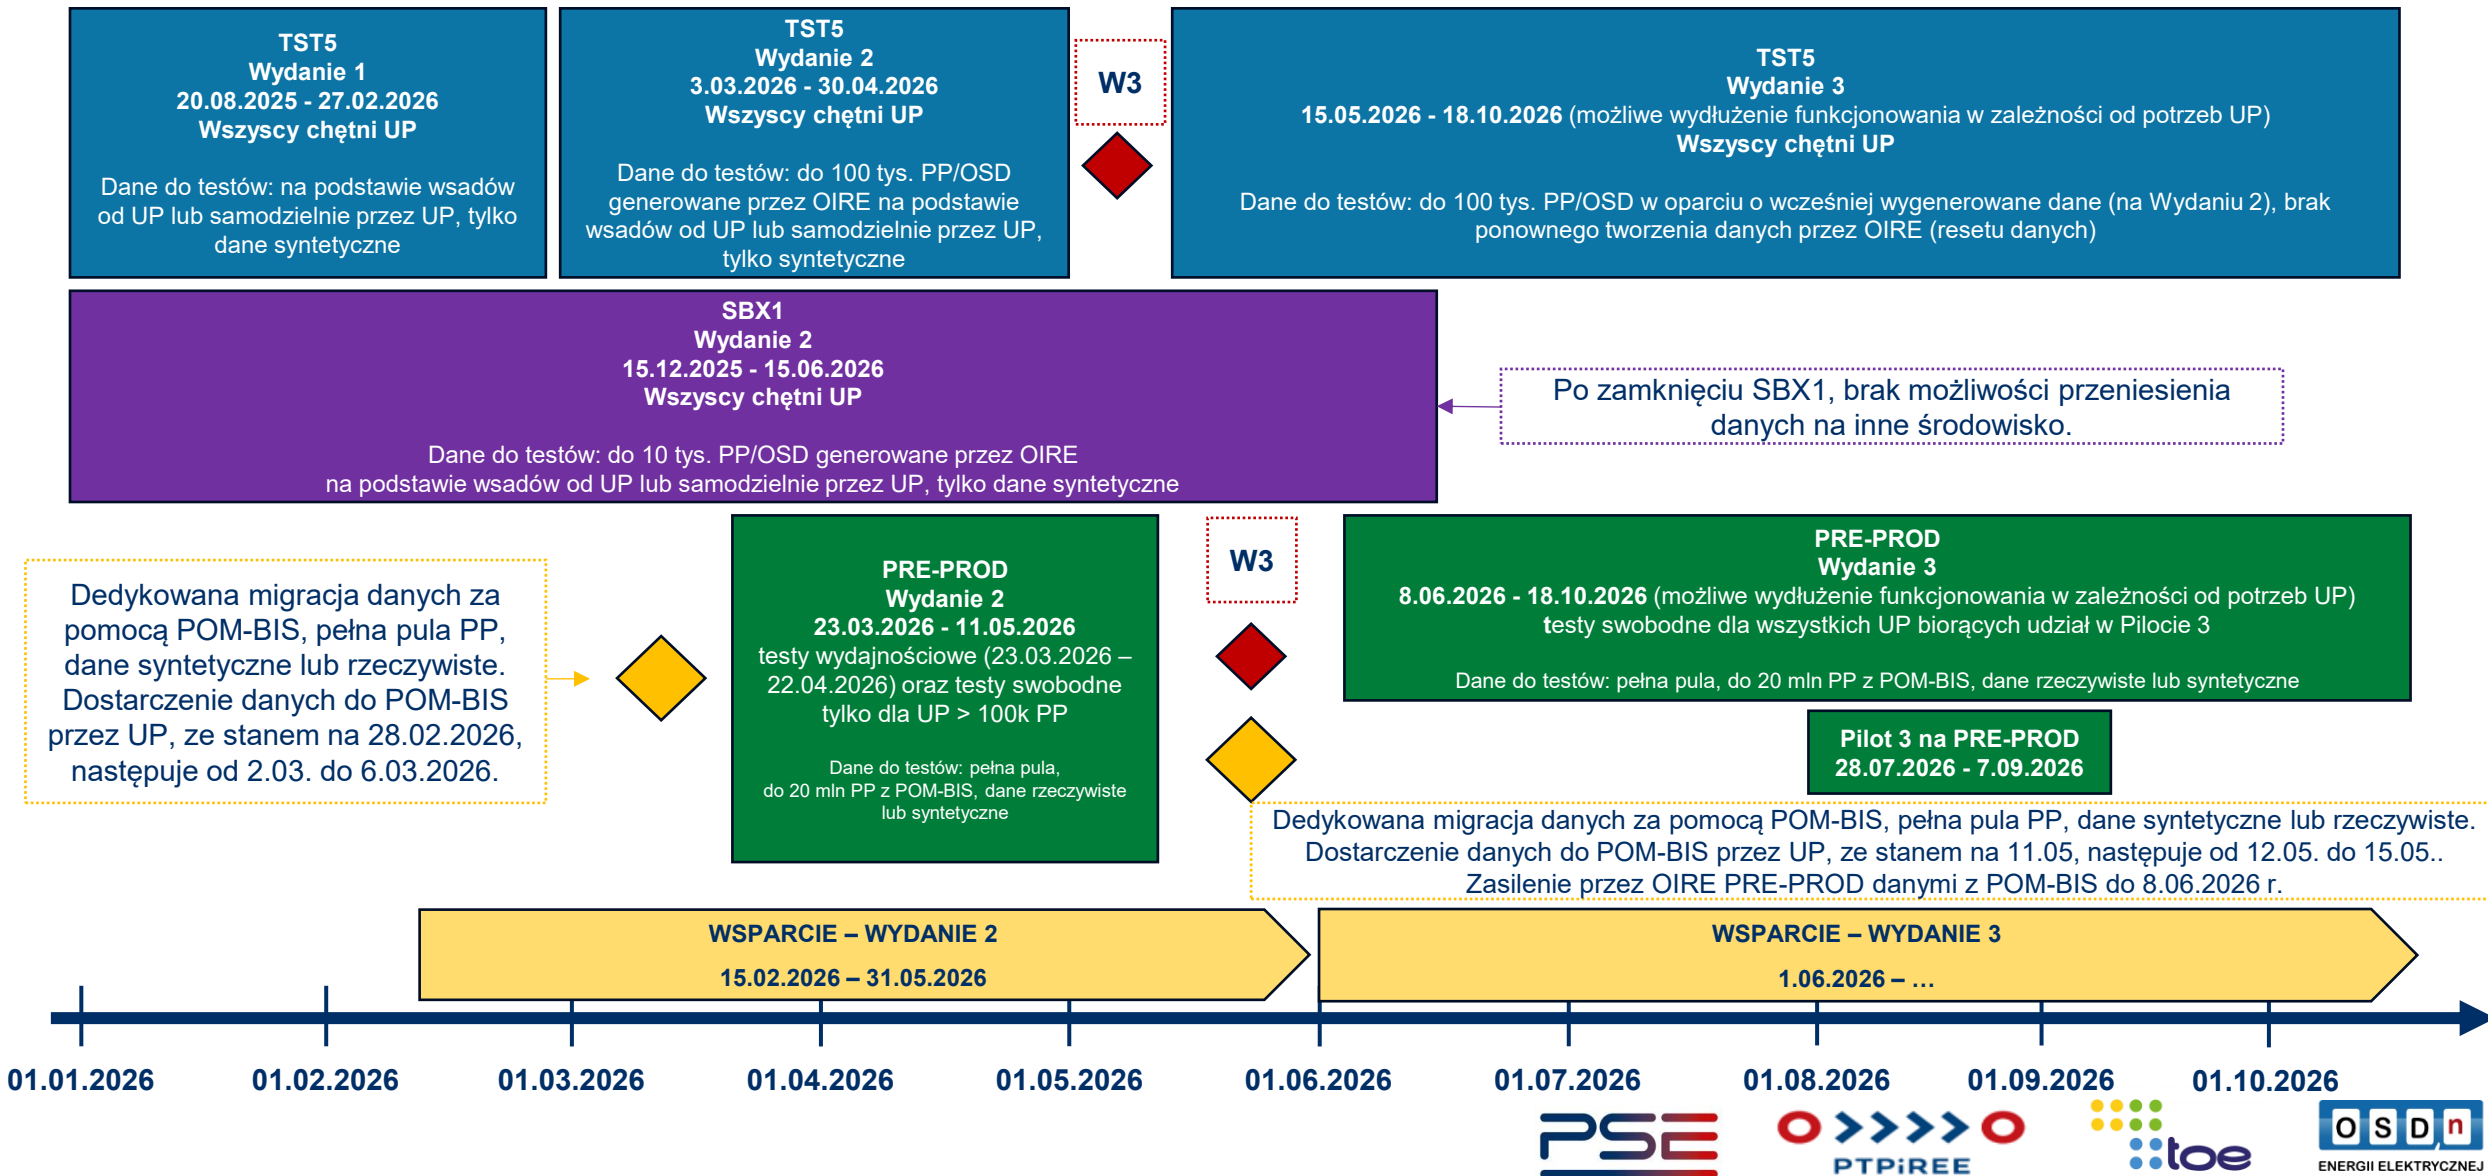 TST5
Wydanie 1
20.08.2025 - 27.02.2026
Wszyscy chętni UP
Dane do testów: na podstawie wsadów
od UP lub samodzielnie przez UP, tylko
dane syntetyczne
TST5
Wydanie 2
3.03.2026 - 30.04.2026
Wszyscy chętni UP
Dane do testów: do 100 tys. PP/OSD
generowane przez OIRE na podstawie
wsadów od UP lub samodzielnie przez UP,
tylko syntetyczne
W3
TST5
Wydanie 3
15.05.2026 - 18.10.2026 (możliwe wydłużenie funkcjonowania w zależności od potrzeb UP)
Wszyscy chętni UP
Dane do testów: do 100 tys. PP/OSD w oparciu o wcześniej wygenerowane dane (na Wydaniu 2), brak
ponownego tworzenia danych przez OIRE (resetu danych)
SBX1
Wydanie 2
15.12.2025 - 15.06.2026
Wszyscy chętni UP
Dane do testów: do 10 tys. PP/OSD generowane przez OIRE
na podstawie wsadów od UP lub samodzielnie przez UP, tylko dane syntetyczne
Po zamknięciu SBX1, brak możliwości przeniesienia
danych na inne środowisko.
Dedykowana migracja danych za
pomocą POM-BIS, pełna pula PP,
dane syntetyczne lub rzeczywiste.
Dostarczenie danych do POM-BIS
przez UP, ze stanem na 28.02.2026,
następuje od 2.03. do 6.03.2026.
PRE-PROD
Wydanie 2
23.03.2026 - 11.05.2026
testy wydajnościowe (23.03.2026 –
22.04.2026) oraz testy swobodne
tylko dla UP > 100k PP
Dane do testów: pełna pula,
do 20 mln PP z POM-BIS, dane rzeczywiste
lub syntetyczne
W3
PRE-PROD
Wydanie 3
8.06.2026 - 18.10.2026 (możliwe wydłużenie funkcjonowania w zależności od potrzeb UP)
testy swobodne dla wszystkich UP biorących udział w Pilocie 3
Dane do testów: pełna pula, do 20 mln PP z POM-BIS, dane rzeczywiste lub syntetyczne
Pilot 3 na PRE-PROD
28.07.2026 - 7.09.2026
Dedykowana migracja danych za pomocą POM-BIS, pełna pula PP, dane syntetyczne lub rzeczywiste.
Dostarczenie danych do POM-BIS przez UP, ze stanem na 11.05, następuje od 12.05. do 15.05..
Zasilenie przez OIRE PRE-PROD danymi z POM-BIS do 8.06.2026 r.
WSPARCIE – WYDANIE 2
15.02.2026 – 31.05.2026
WSPARCIE – WYDANIE 3
1.06.2026 – ...
01.01.2026
01.02.2026
01.03.2026
01.04.2026
01.05.2026
01.06.2026
01.07.2026
01.08.2026
01.09.2026
01.10.2026
PSE
PTPiREE
toe
OSDn
ENERGII ELEKTRYCZNEJ